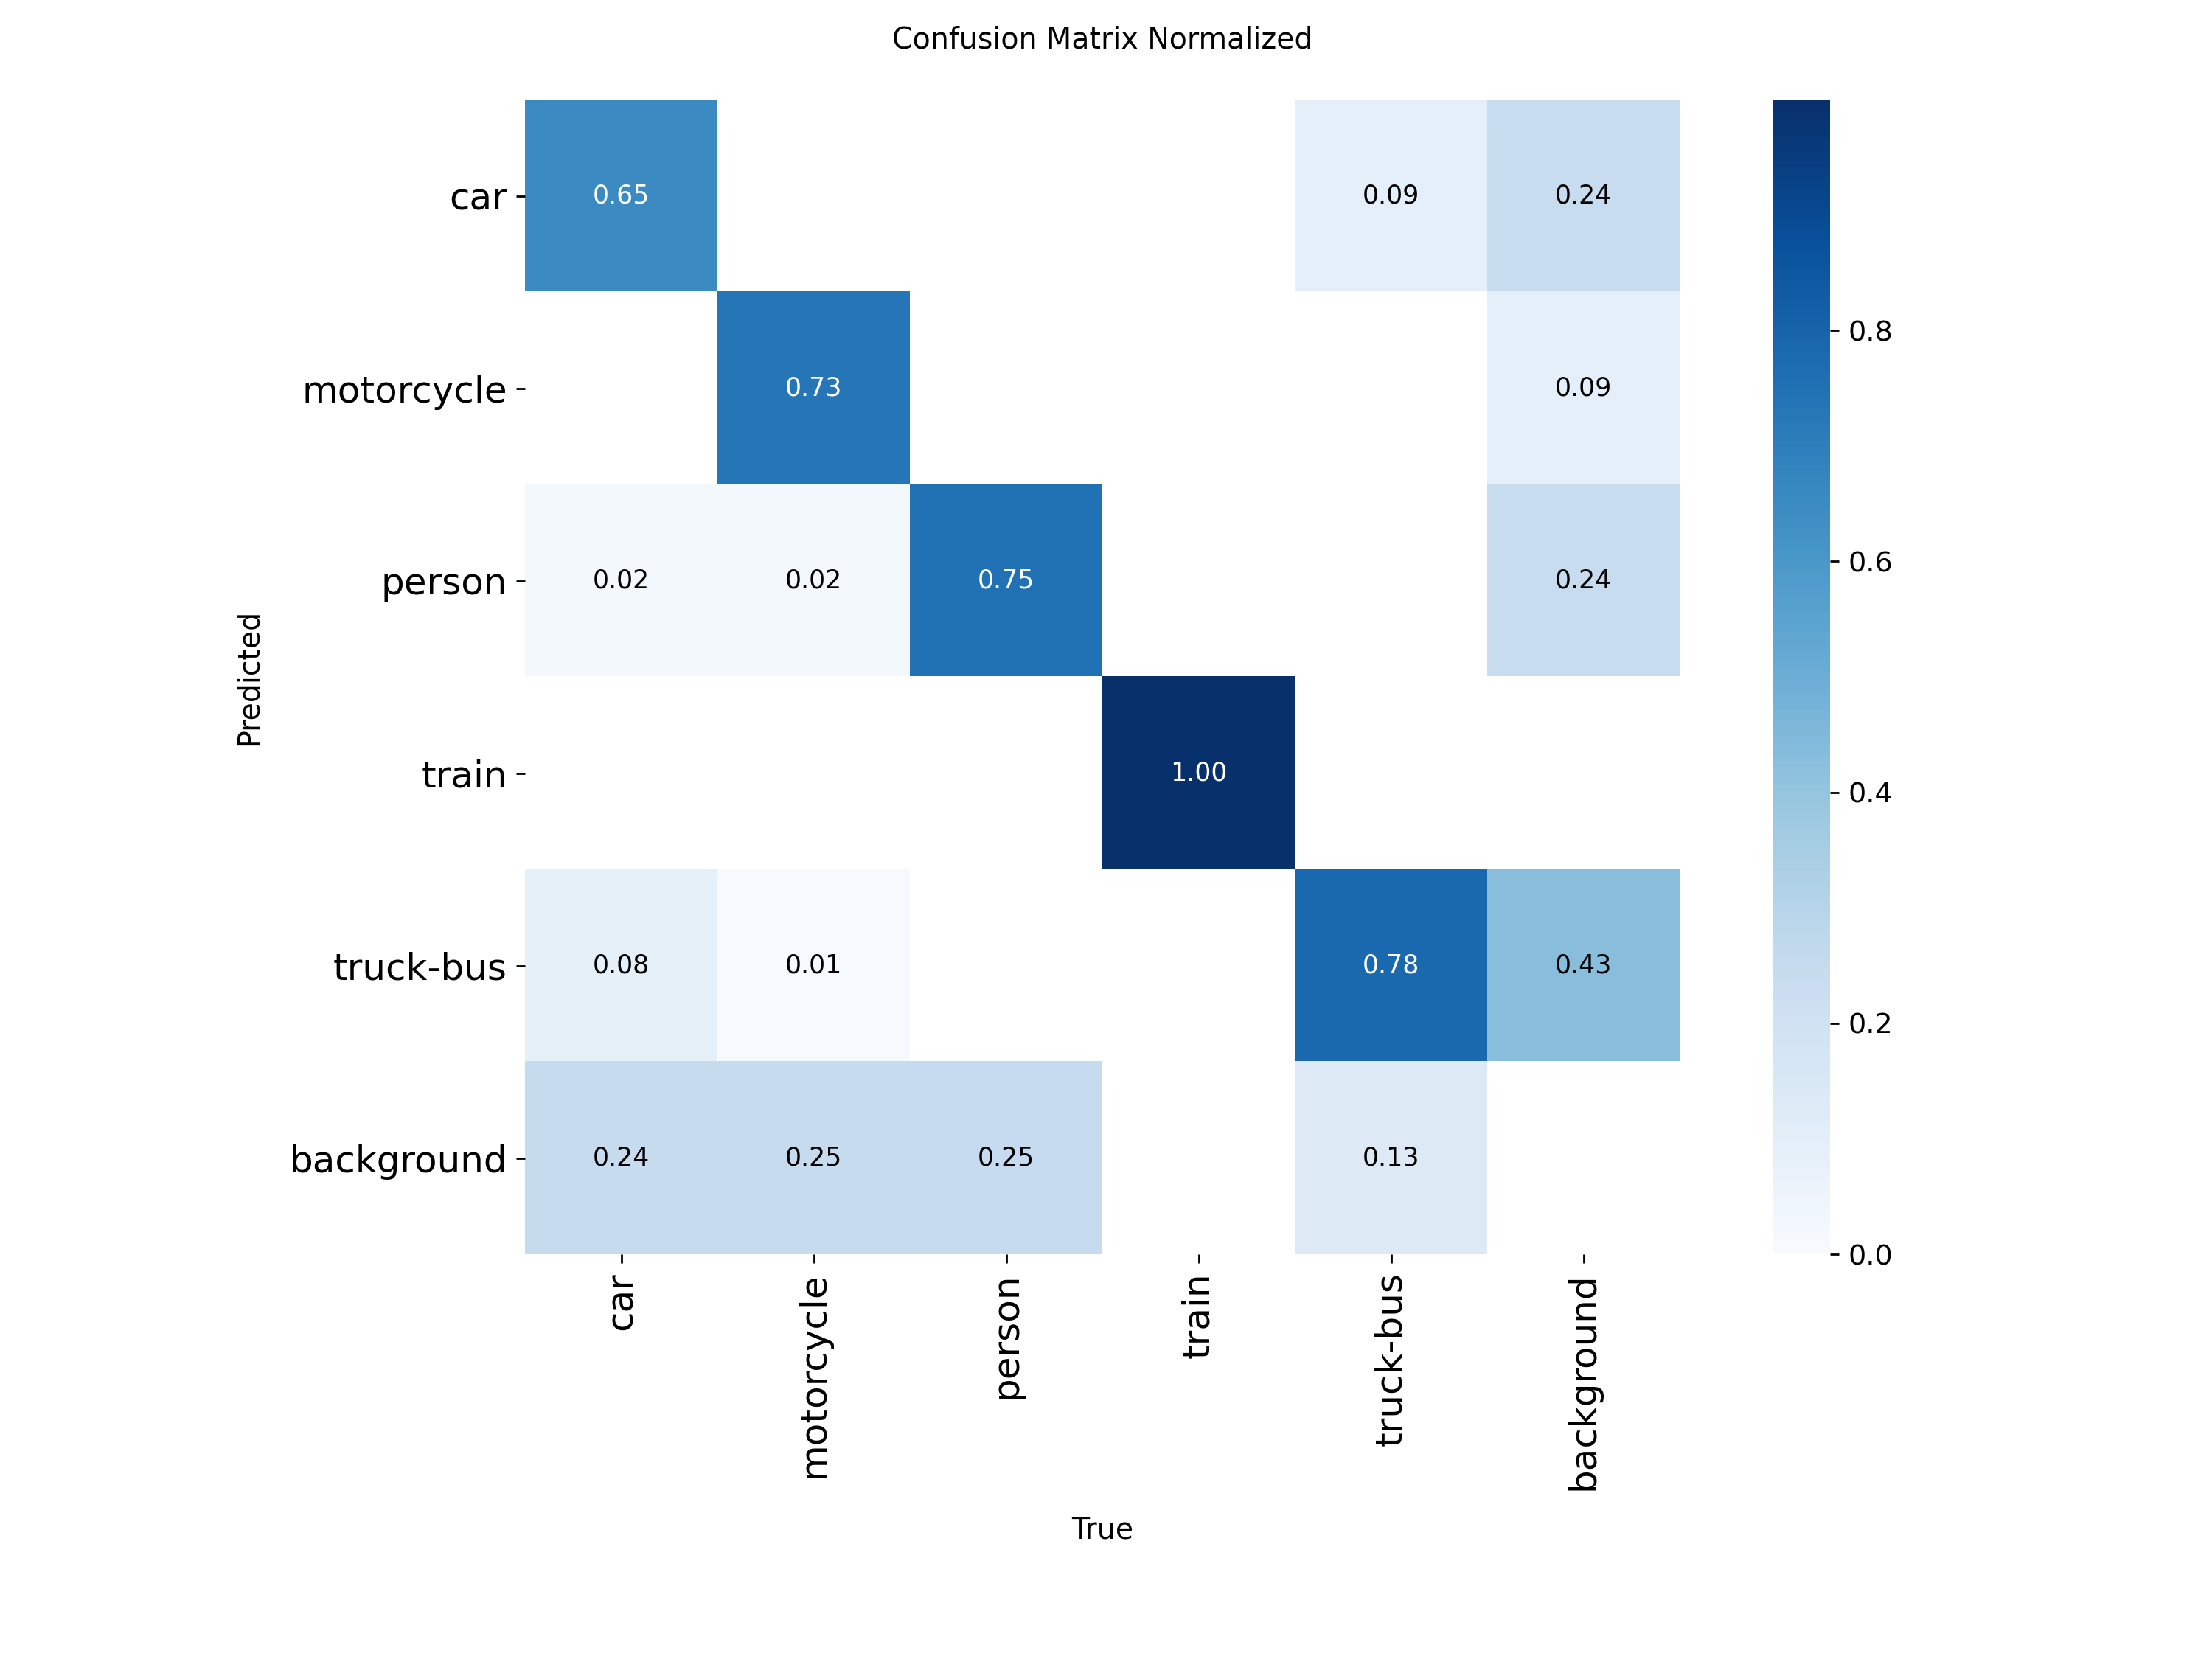 Confusion Matrix Normalized
car
0.65
0.09
0.24
motorcycle
0.73
0.09
person
0.02
0.02
0.75
0.24
train
1.00
truck-bus
0.08
0.01
0.78
0.43
background
0.24
0.25
0.25
0.13
Predicted
car
motorcycle
person
train
truck-bus
background
True
0.8
0.6
0.4
0.2
0.0